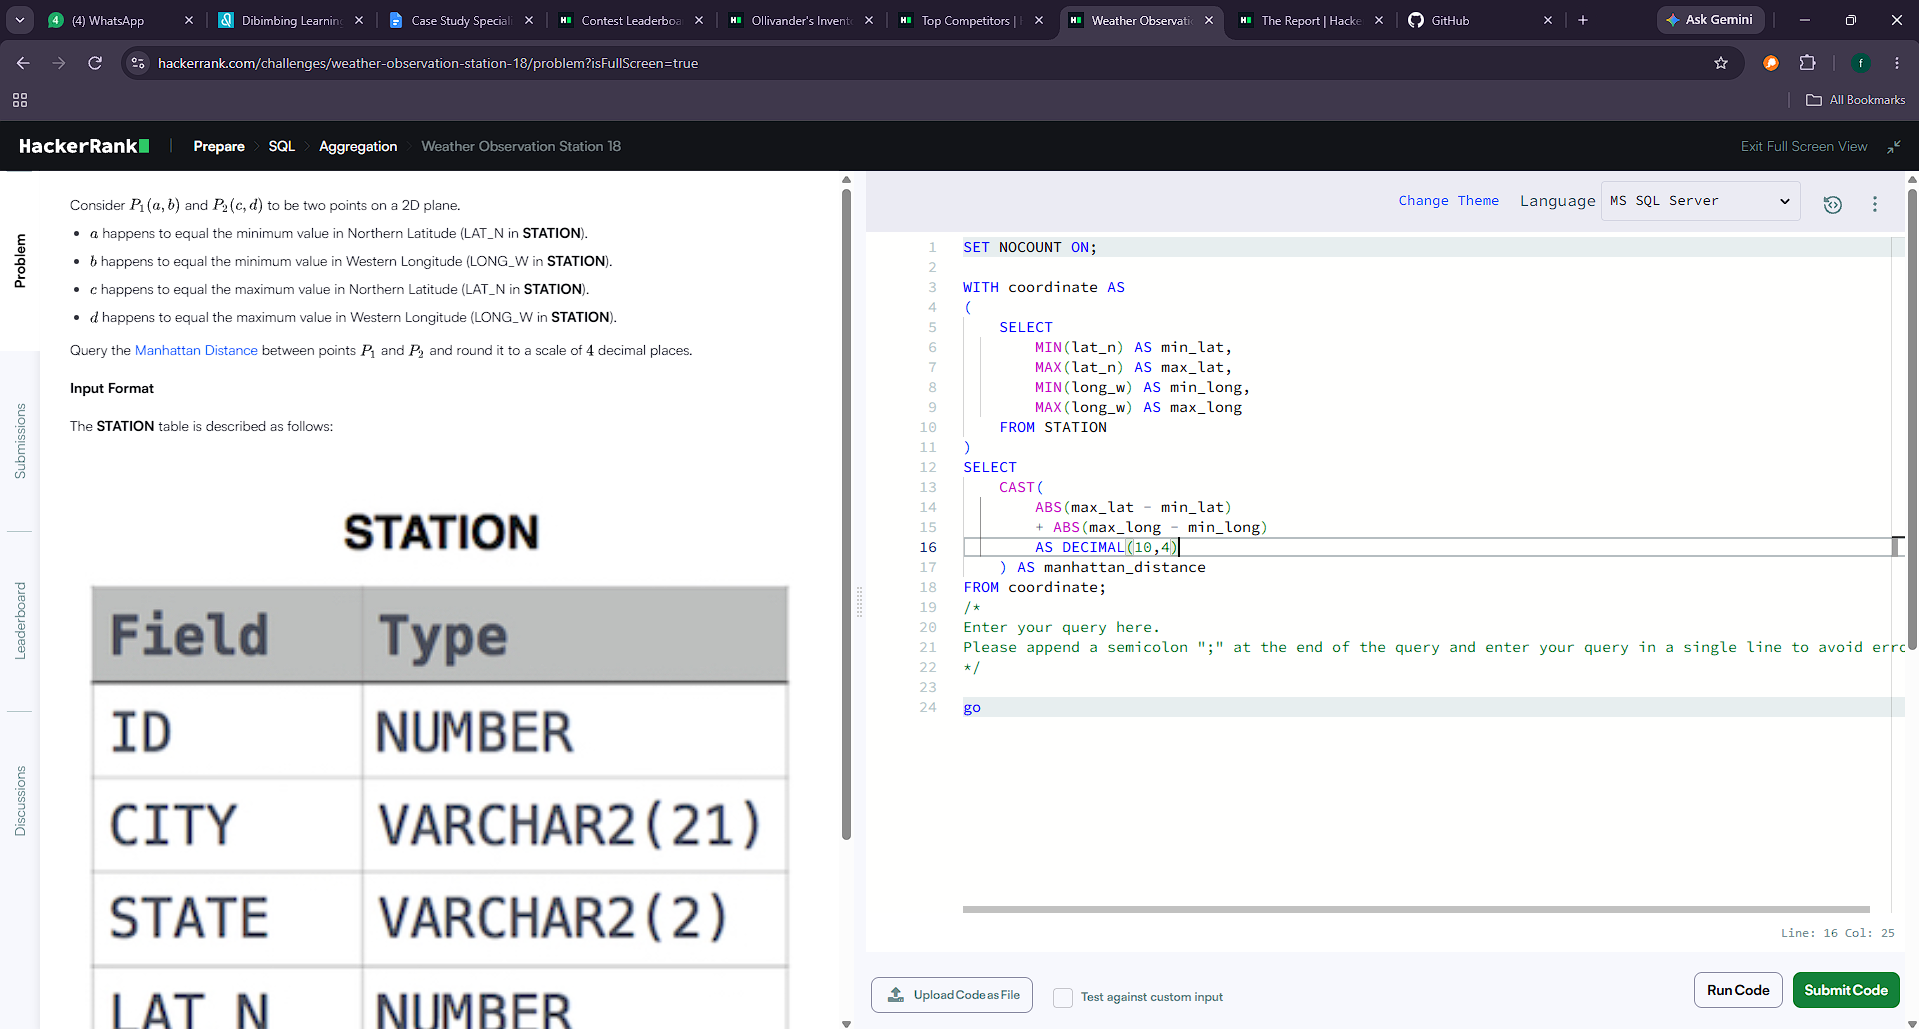 (4) WhatsApp
Dibimbing Learning
Case Study Speciali
Contest Leaderboa
Ollivander's Invent
Top Competitors |
Weather Observati
The Report | Hacke
GitHub
Ask Gemini
hackerrank.com/challenges/weather-observation-station-18/problem?isFullScreen=true
f
All Bookmarks
HackerRank
Prepare
SQL
Aggregation
Weather Observation Station 18
Exit Full Screen View
Problem
Submissions
Leaderboard
Discussions
Consider P₁(a, b) and P₂(c, d) to be two points on a 2D plane.
• a happens to equal the minimum value in Northern Latitude (LAT_N in STATION).
• b happens to equal the minimum value in Western Longitude (LONG_W in STATION).
• c happens to equal the maximum value in Northern Latitude (LAT_N in STATION).
• d happens to equal the maximum value in Western Longitude (LONG_W in STATION).
Query the Manhattan Distance between points P₁ and P₂ and round it to a scale of 4 decimal places.
Input Format
The STATION table is described as follows:
STATION
Field Type
ID NUMBER
CITY VARCHAR2(21)
STATE VARCHAR2(2)
LAT_N NUMBER
Change Theme Language MS SQL Server
1 SET NOCOUNT ON;
2
3 WITH coordinate AS
4 (
5 SELECT
6 MIN(lat_n) AS min_lat,
7 MAX(lat_n) AS max_lat,
8 MIN(long_w) AS min_long,
9 MAX(long_w) AS max_long
10 FROM STATION
11 )
12 SELECT
13 CAST(
14 ABS(max_lat - min_lat)
15 + ABS(max_long - min_long)
16 AS DECIMAL(10,4)
17 ) AS manhattan_distance
18 FROM coordinate;
19 /*
20 Enter your query here.
21 Please append a semicolon ";" at the end of the query and enter your query in a single line to avoid erro
22 */
23
24 go
Line: 16 Col: 25
Upload Code as File
Test against custom input
Run Code
Submit Code